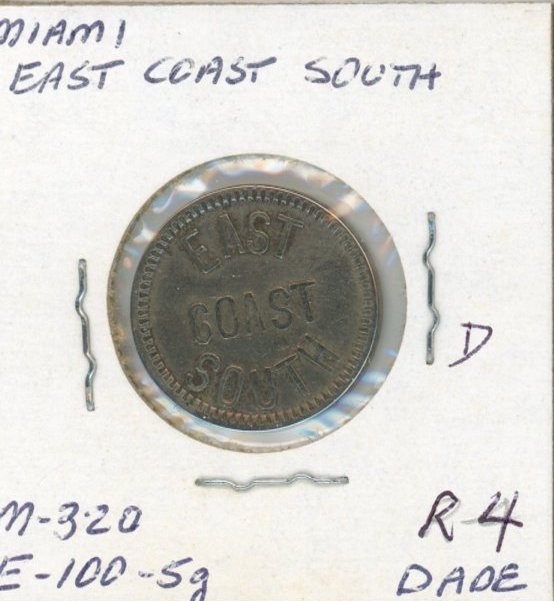 MIAMI
EAST COAST SOUTH
EAST
COAST
SOUTH
D
M-320
R-4
E-100-5g
DADE